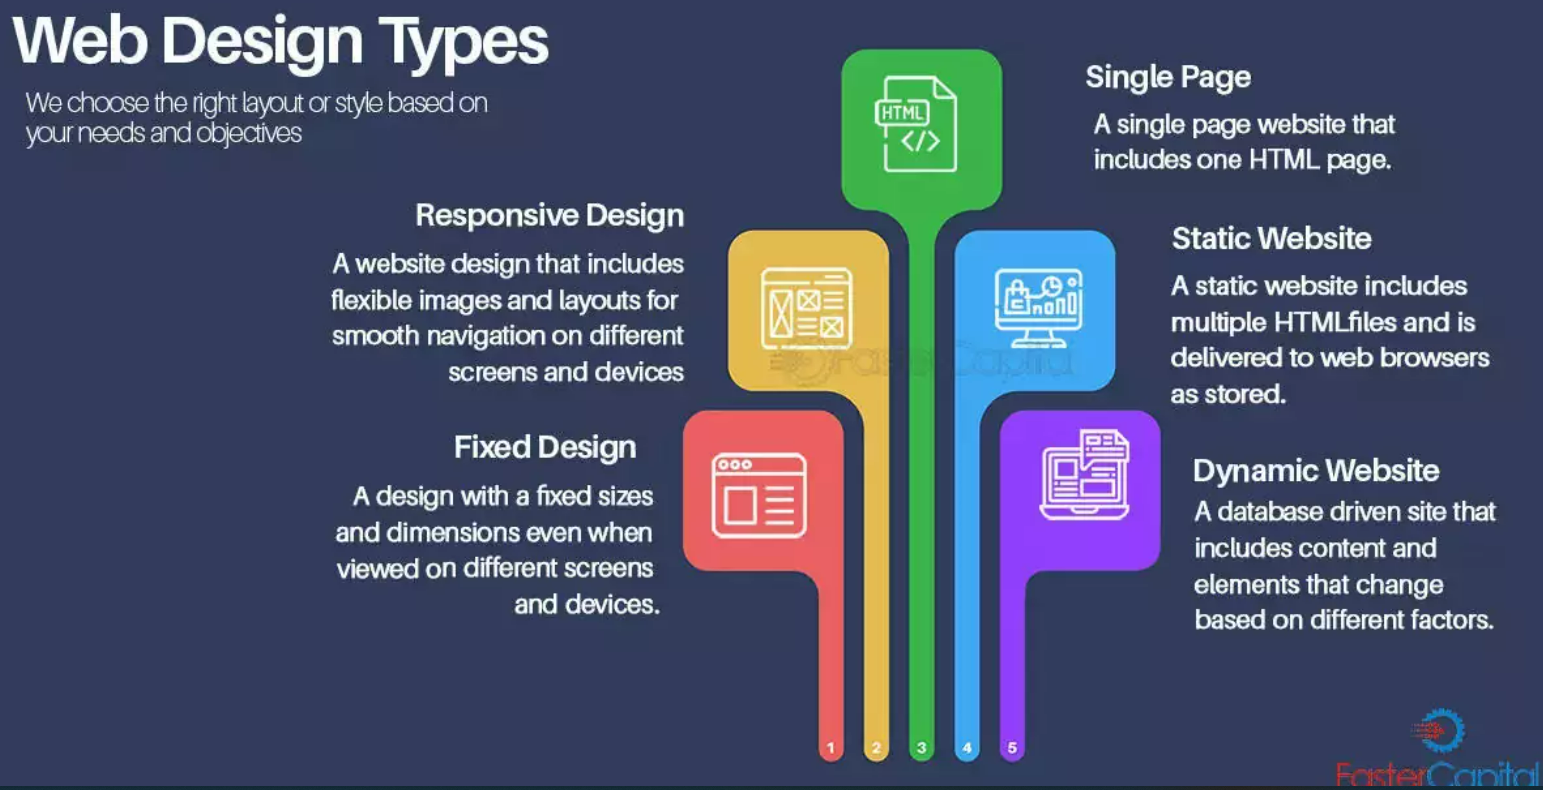 Web Design Types
We choose the right layout or style based on
your needs and objectives
HTML
</>
Single Page
A single page website that
includes one HTML page.
Responsive Design
A website design that includes
flexible images and layouts for
smooth navigation on different
screens and devices
Static Website
A static website includes
multiple HTMLfiles and is
delivered to web browsers
as stored.
FasterCapital
Fixed Design
A design with a fixed sizes
and dimensions even when
viewed on different screens
and devices.
Dynamic Website
A database driven site that
includes content and
elements that change
based on different factors.
1 2 3 4 5
FasterCapital